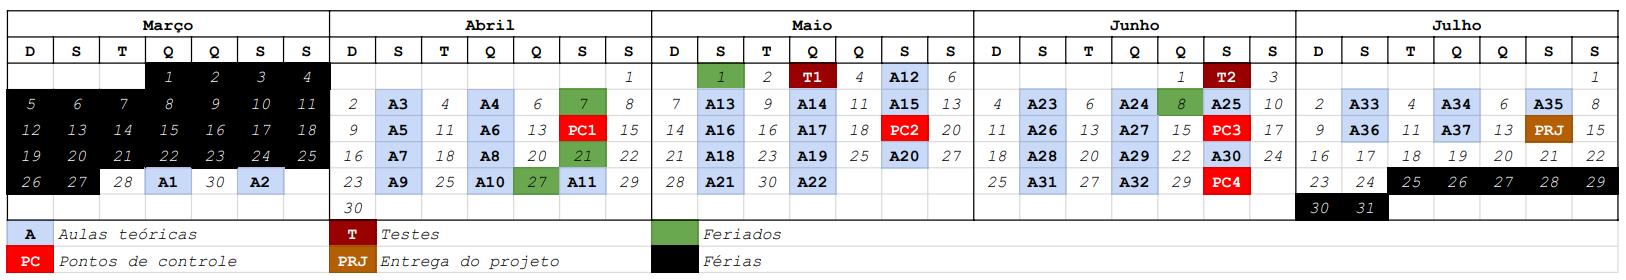 Março Abril Maio Junho Julho
D S T Q Q S S D S T Q Q S S D S T Q Q S S D S T Q Q S S D S T Q Q S S
1 2 3 4 1 1 2 T1 4 A12 6 1 T2 3 1
5 6 7 8 9 10 11 2 A3 4 A4 6 7 8 7 A13 9 A14 11 A15 13 4 A23 6 A24 8 A25 10 2 A33 4 A34 6 A35 8
12 13 14 15 16 17 18 9 A5 11 A6 13 PC1 15 14 A16 16 A17 18 PC2 20 11 A26 13 A27 15 PC3 17 9 A36 11 A37 13 PRJ 15
19 20 21 22 23 24 25 16 A7 18 A8 20 21 22 21 A18 23 A19 25 A20 27 18 A28 20 A29 22 A30 24 16 17 18 19 20 21 22
26 27 28 A1 30 A2 23 A9 25 A10 27 A11 29 28 A21 30 A22 25 A31 27 A32 29 PC4 23 24 25 26 27 28 29
30 30 31
A Aulas teóricas T Testes Feriados
PC Pontos de controle PRJ Entrega do projeto Férias